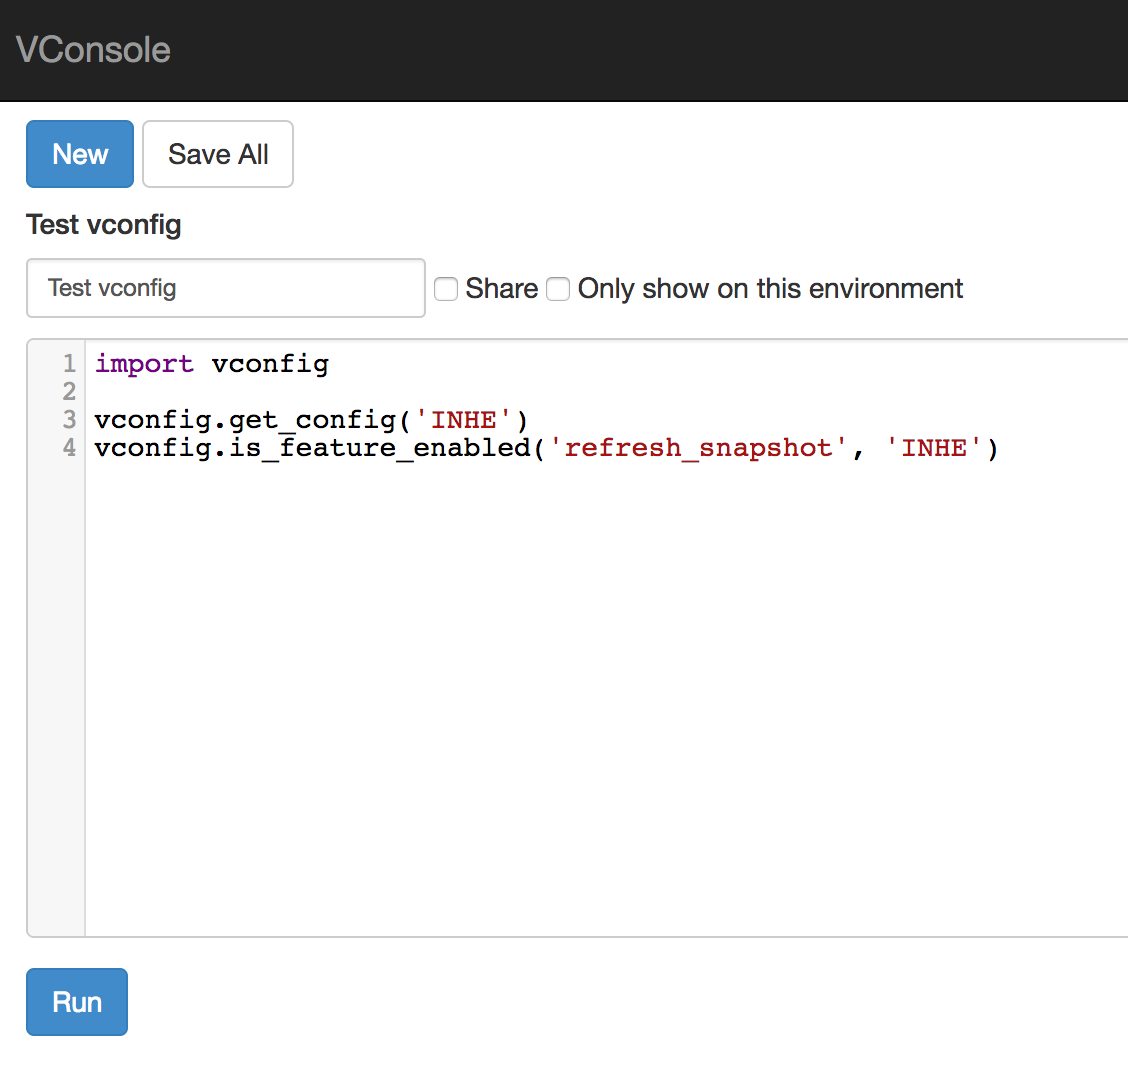 VConsole
New Save All
Test vconfig
Test vconfig Share Only show on this environment
1 import vconfig
2
3 vconfig.get_config('INHE')
4 vconfig.is_feature_enabled('refresh_snapshot', 'INHE')
Run